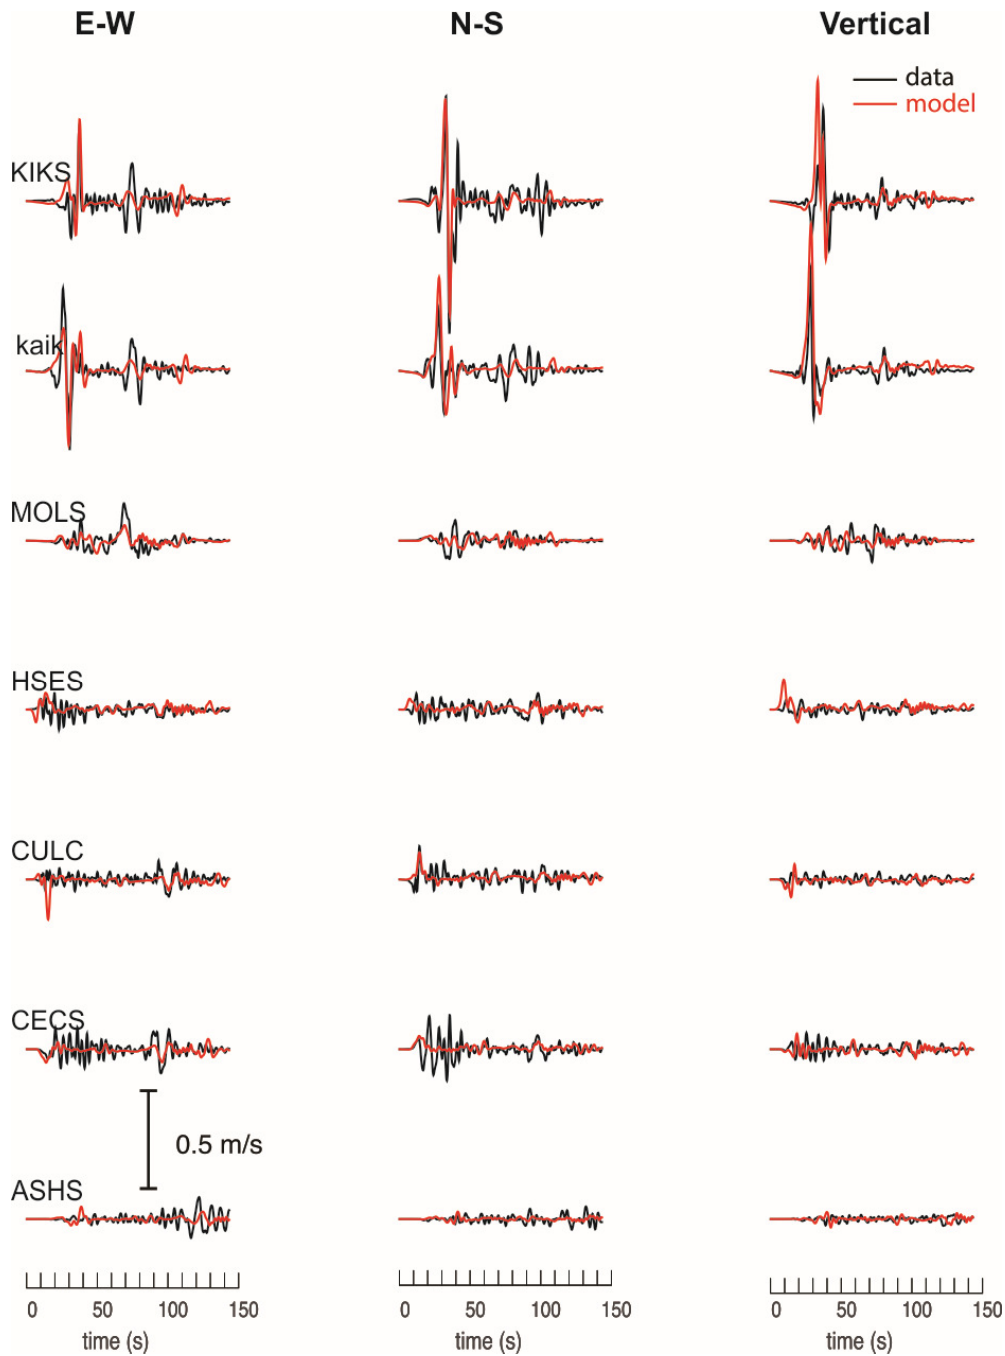 E-W N-S Vertical
data
model
KIKS
kaik
MOLS
HSES
CULC
CECS
0.5 m/s
ASHS
0 50 100 150 0 50 100 150 0 50 100 150
time (s) time (s) time (s)